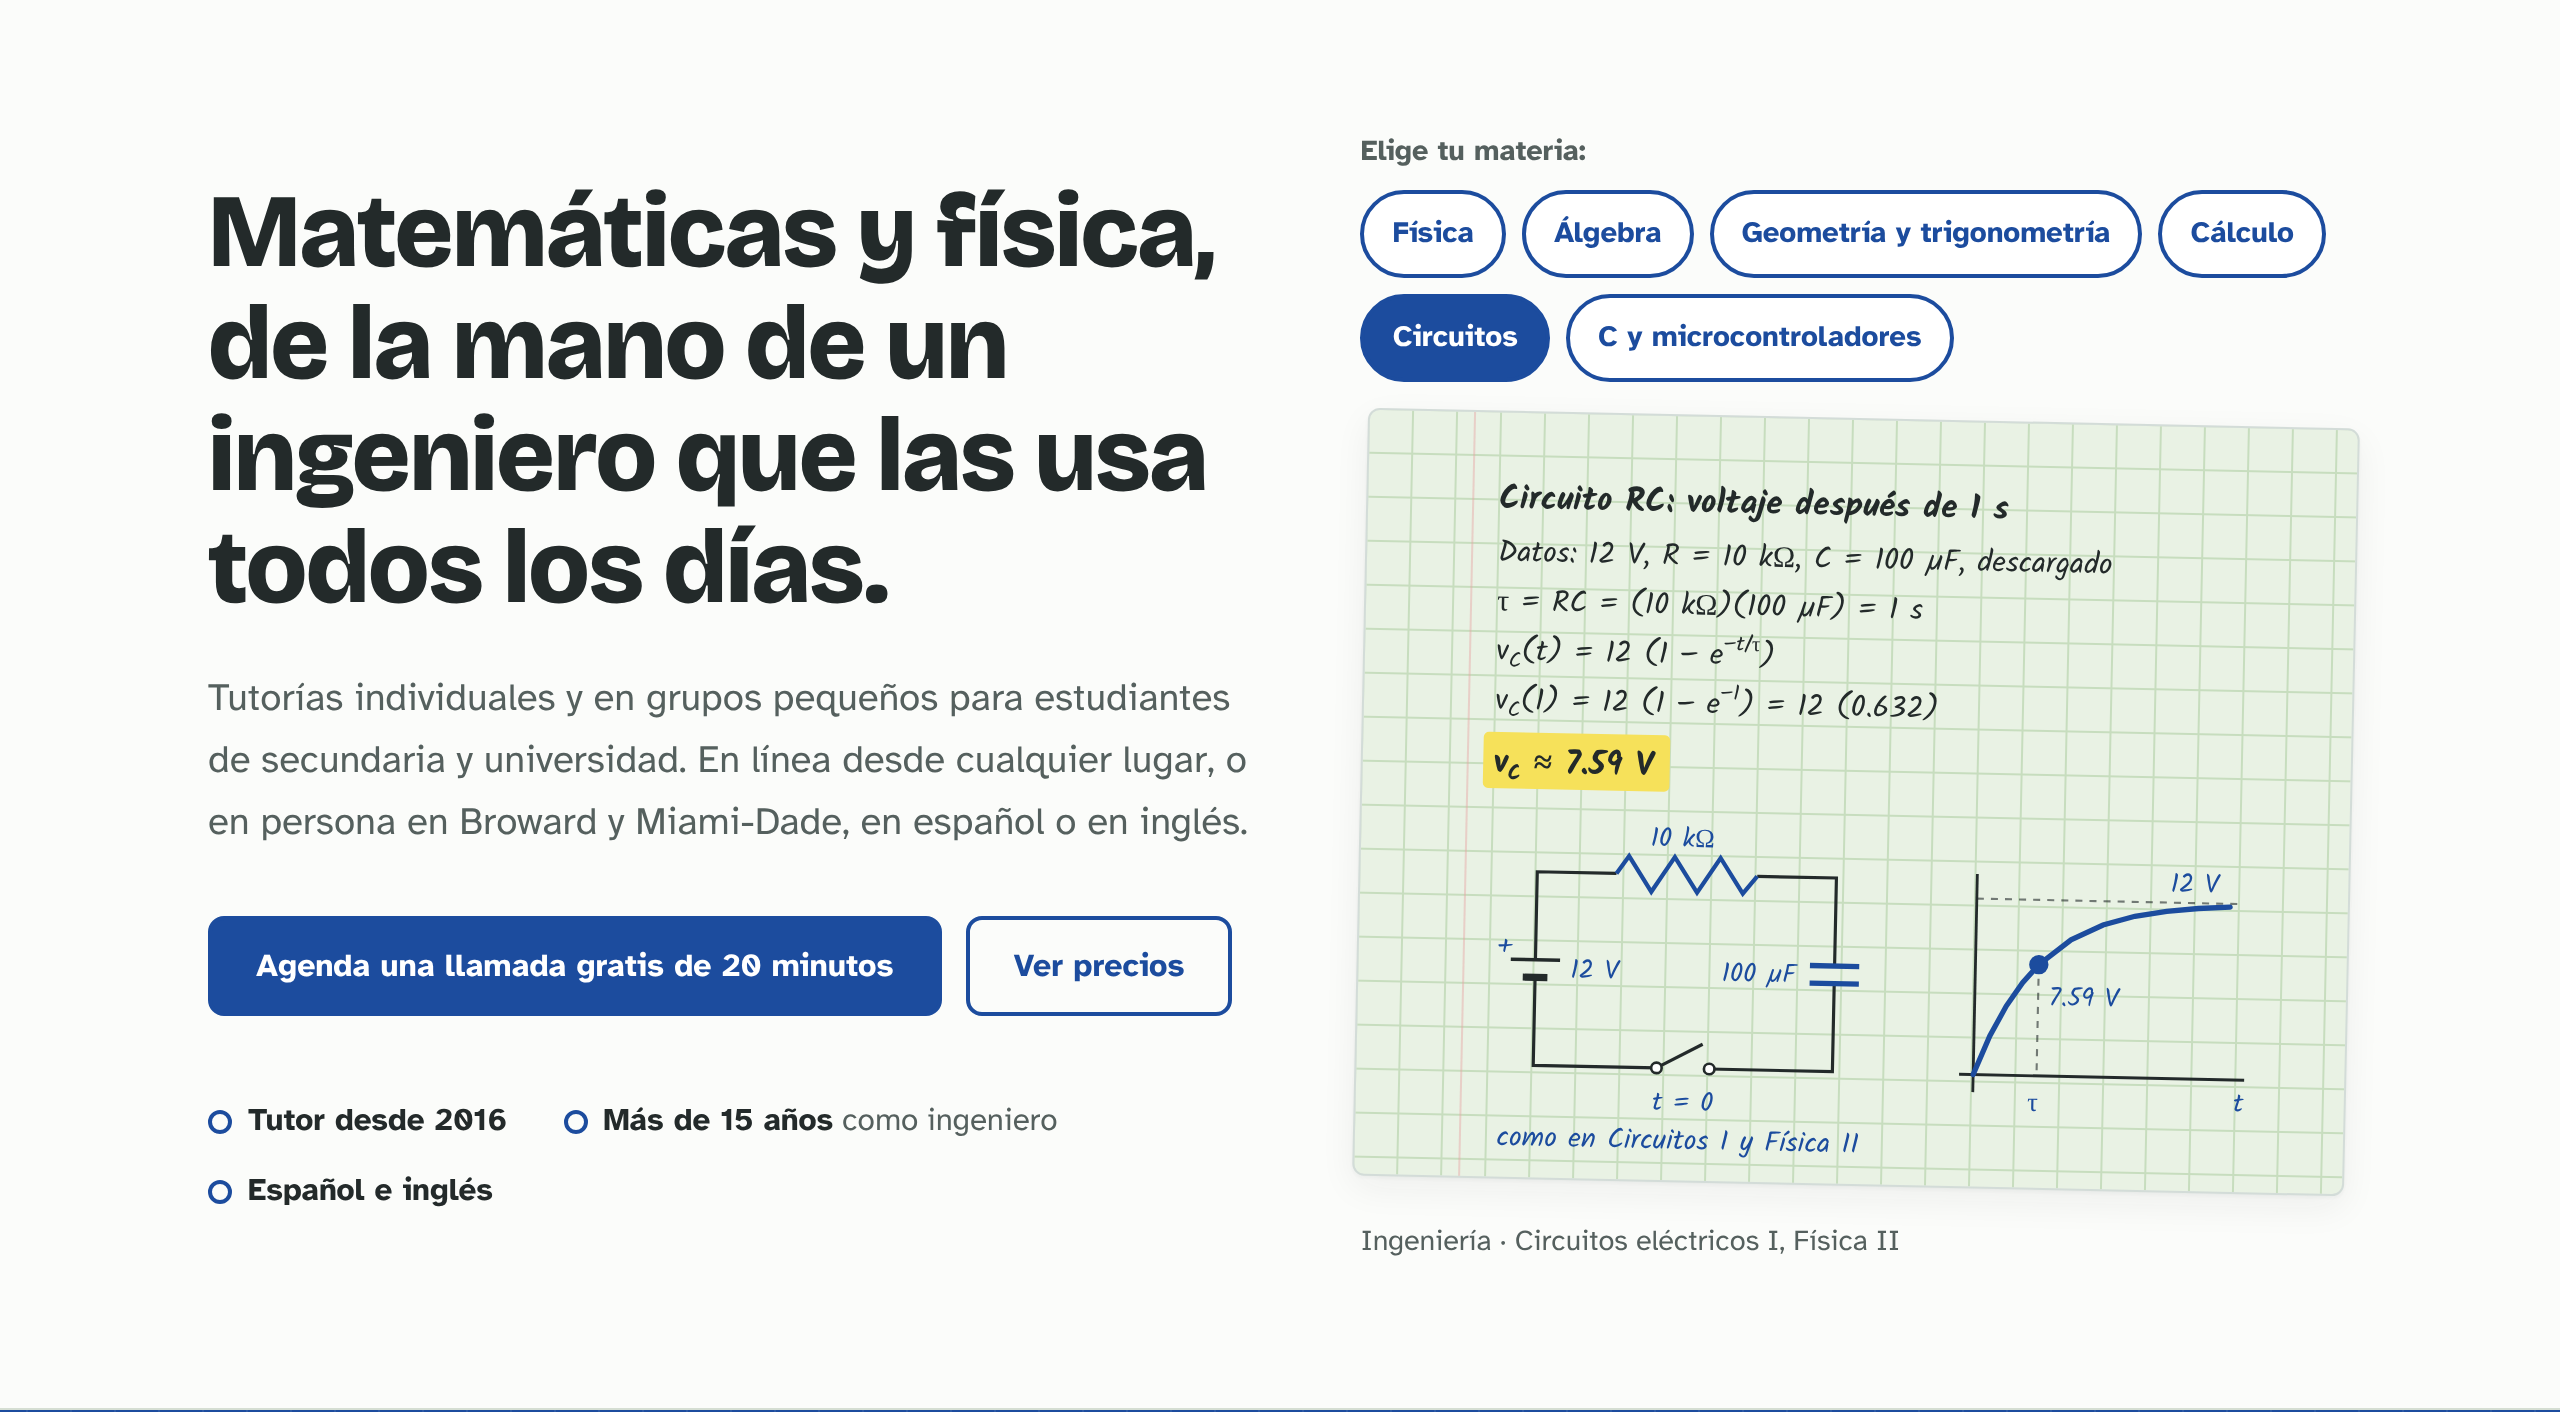 Matemáticas y física,
de la mano de un
ingeniero que las usa
todos los días.
Tutorías individuales y en grupos pequeños para estudiantes
de secundaria y universidad. En línea desde cualquier lugar, o
en persona en Broward y Miami-Dade, en español o en inglés.
Agenda una llamada gratis de 20 minutos
Ver precios
Tutor desde 2016
Más de 15 años como ingeniero
Español e inglés
Elige tu materia:
Física
Álgebra
Geometría y trigonometría
Cálculo
Circuitos
C y microcontroladores
Circuito RC: voltaje después de 1 s
Datos: 12 V, R = 10 kΩ, C = 100 µF, descargado
τ = RC = (10 kΩ)(100 µF) = 1 s
v_C(t) = 12 (1 − e^(−t/τ))
v_C(1) = 12 (1 − e^(−1)) = 12 (0.632)
v_C ≈ 7.59 V
10 kΩ
+
12 V
100 µF
t = 0
12 V
7.59 V
τ
t
como en Circuitos I y Física II
Ingeniería · Circuitos eléctricos I, Física II